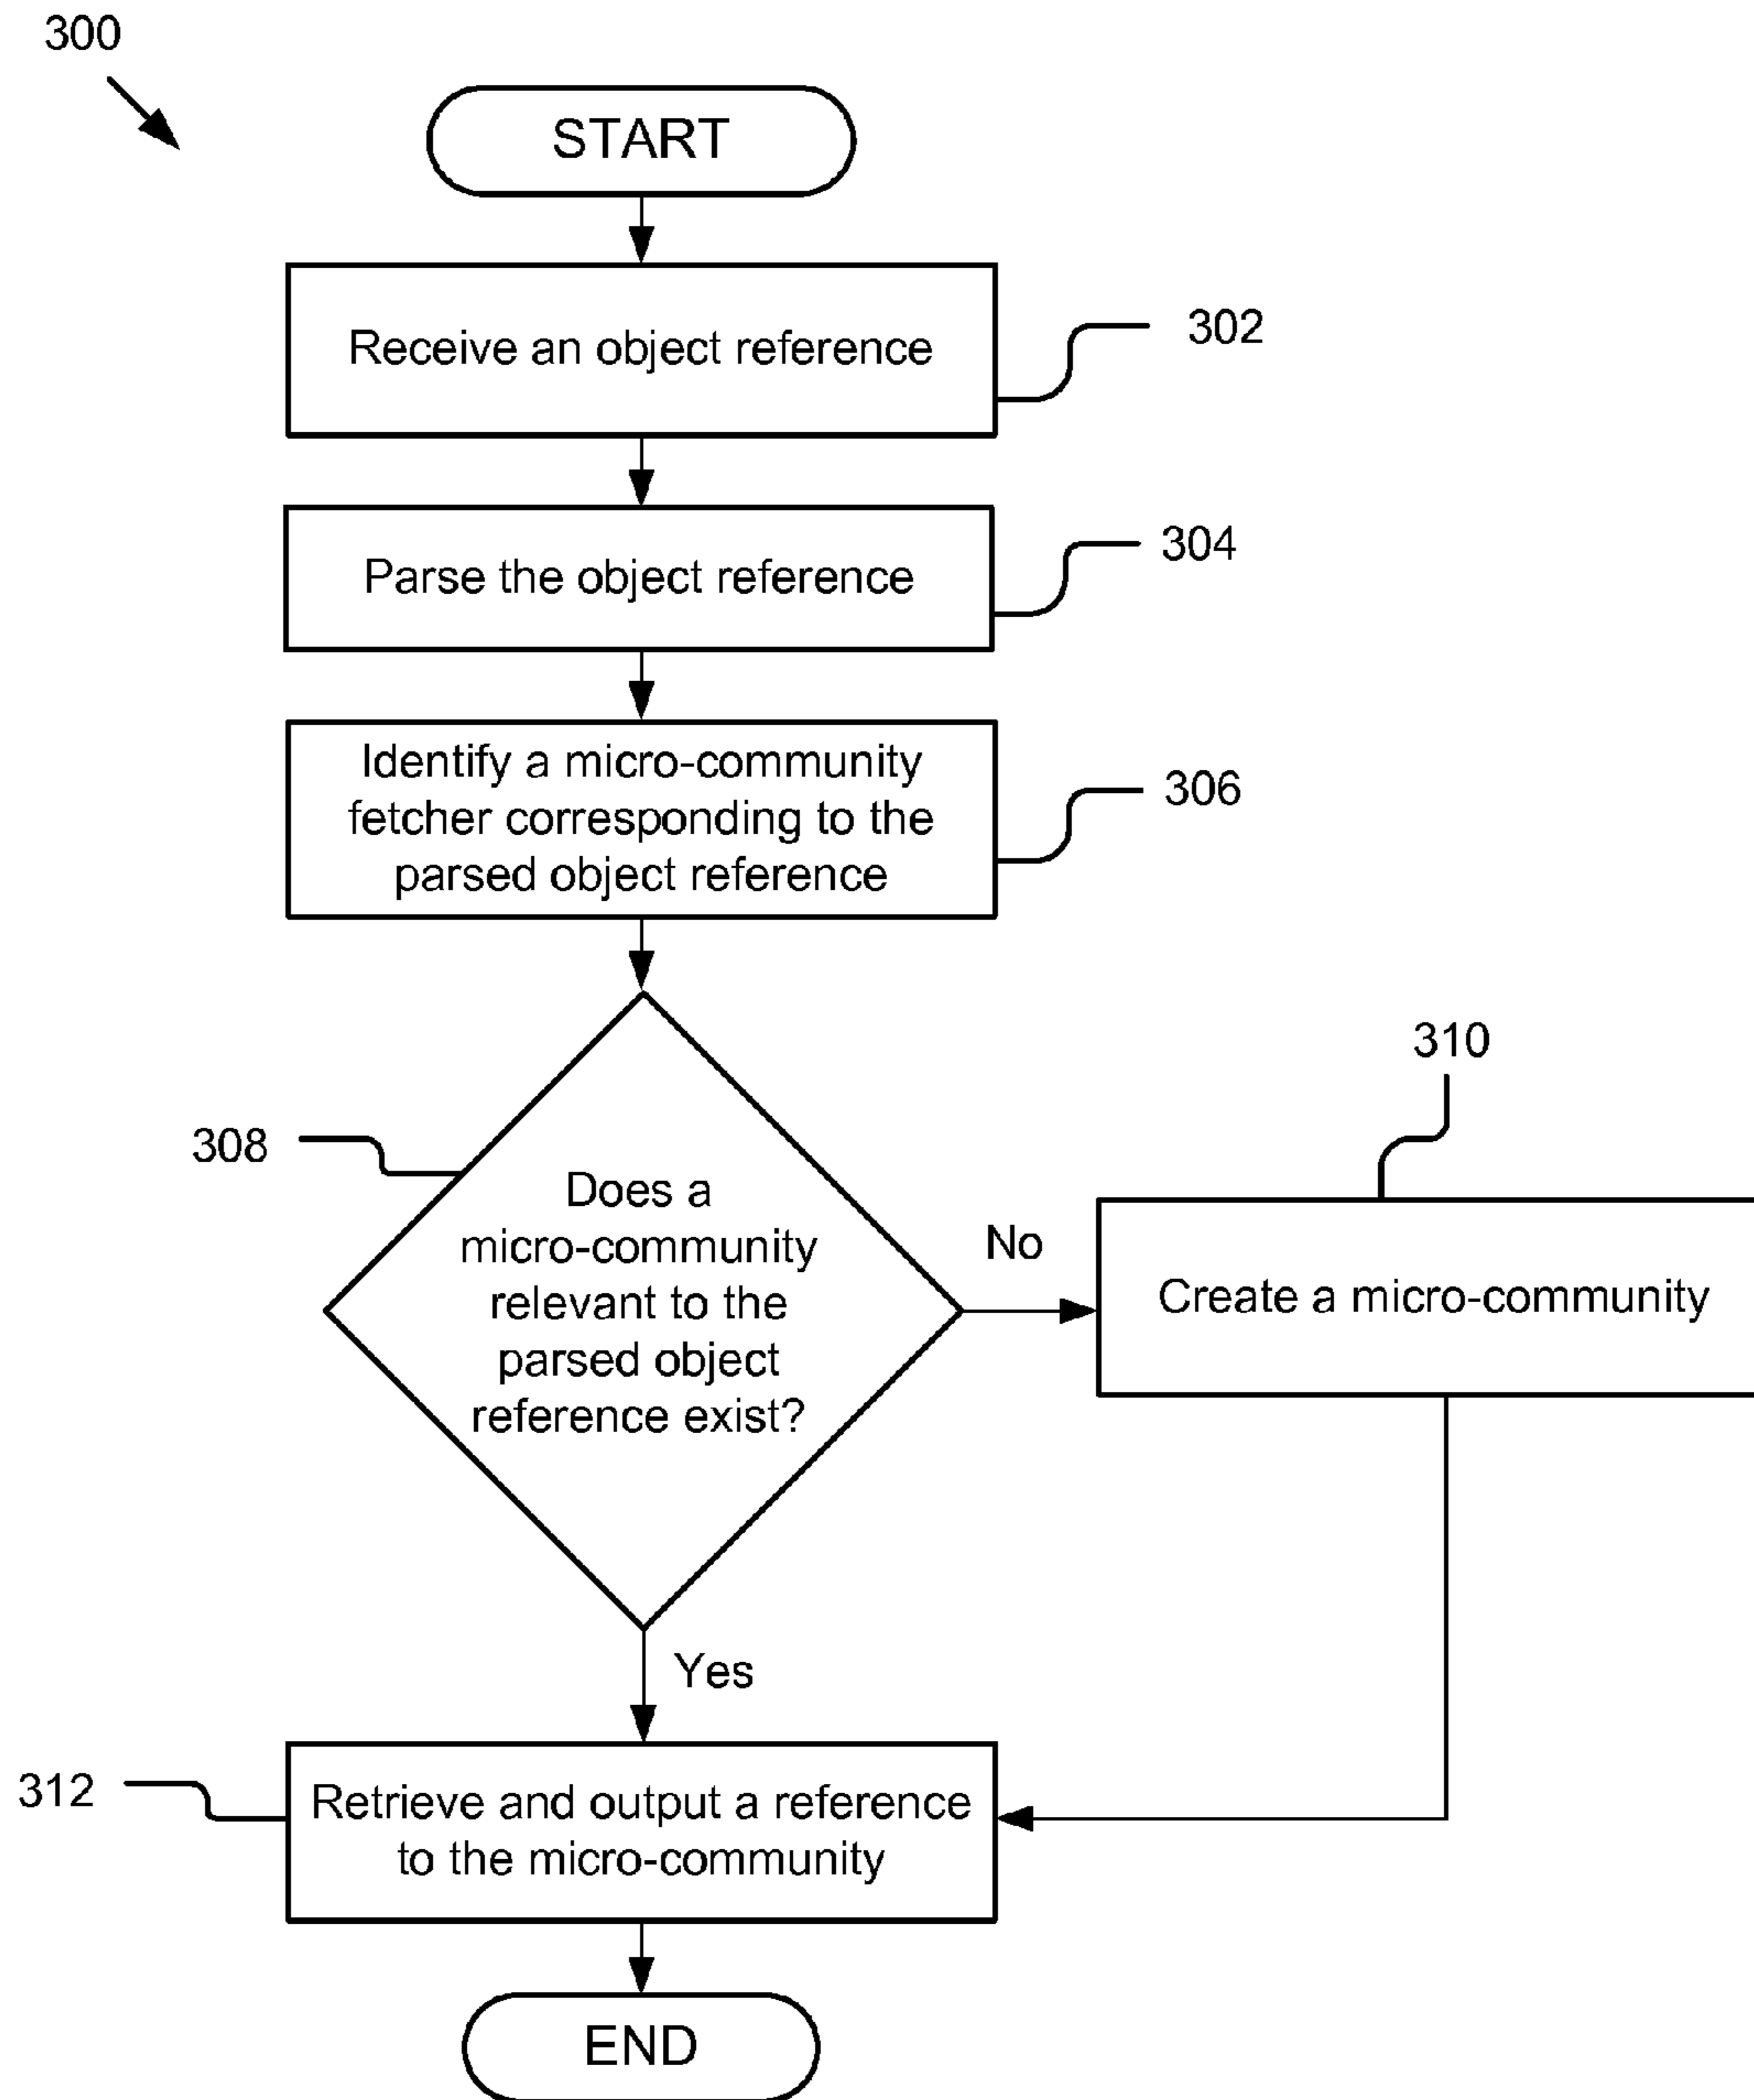 300
START
Receive an object reference
302
Parse the object reference
304
Identify a micro-community
fetcher corresponding to the
parsed object reference
306
308
Does a
micro-community
relevant to the
parsed object
reference exist?
No
310
Create a micro-community
Yes
312
Retrieve and output a reference
to the micro-community
END